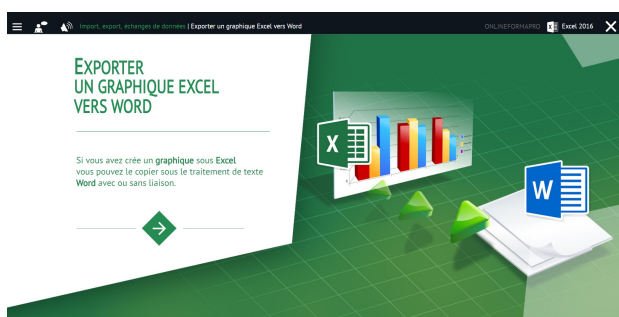 Import, export, échanges de données | Exporter un graphique Excel vers Word
ONLINEFORMAPRO
Excel 2016
EXPORTER
UN GRAPHIQUE EXCEL
VERS WORD
Si vous avez crée un graphique sous Excel
vous pouvez le copier sous le traitement de texte
Word avec ou sans liaison.
X
W